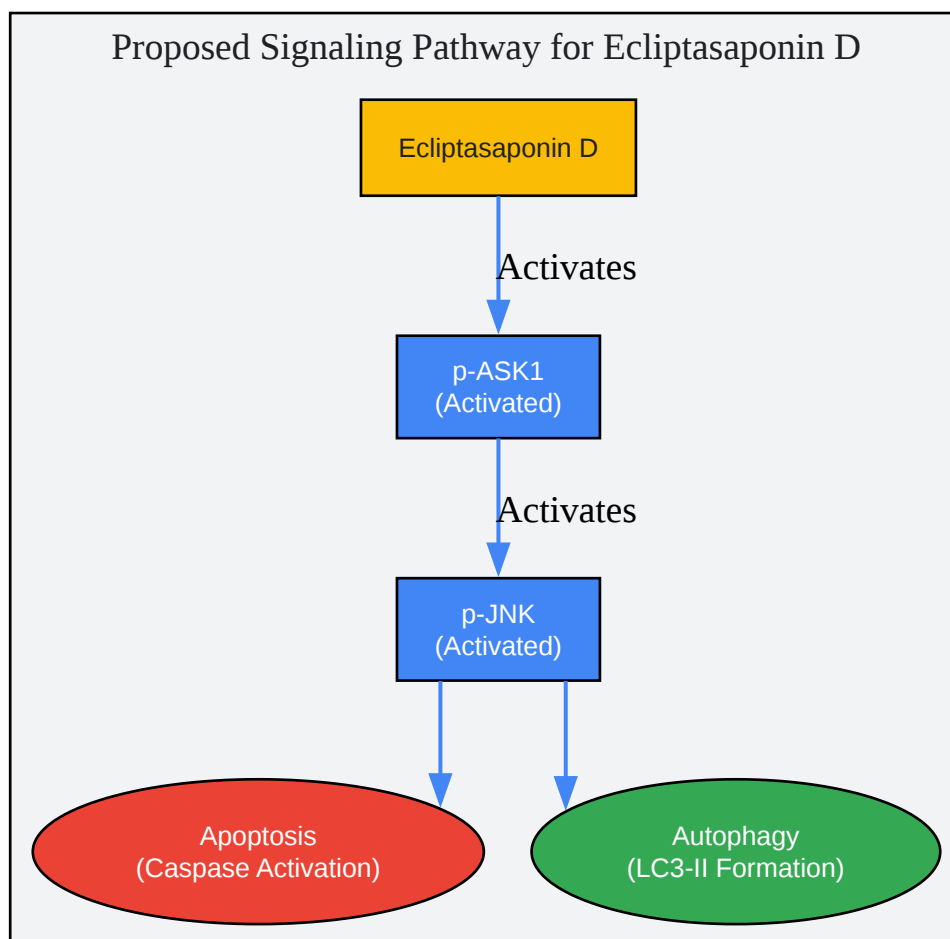 Proposed Signaling Pathway for Ecliptasaponin D
Ecliptasaponin D
Activates
p-ASK1
(Activated)
Activates
p-JNK
(Activated)
Apoptosis
(Caspase Activation)
Autophagy
(LC3-II Formation)